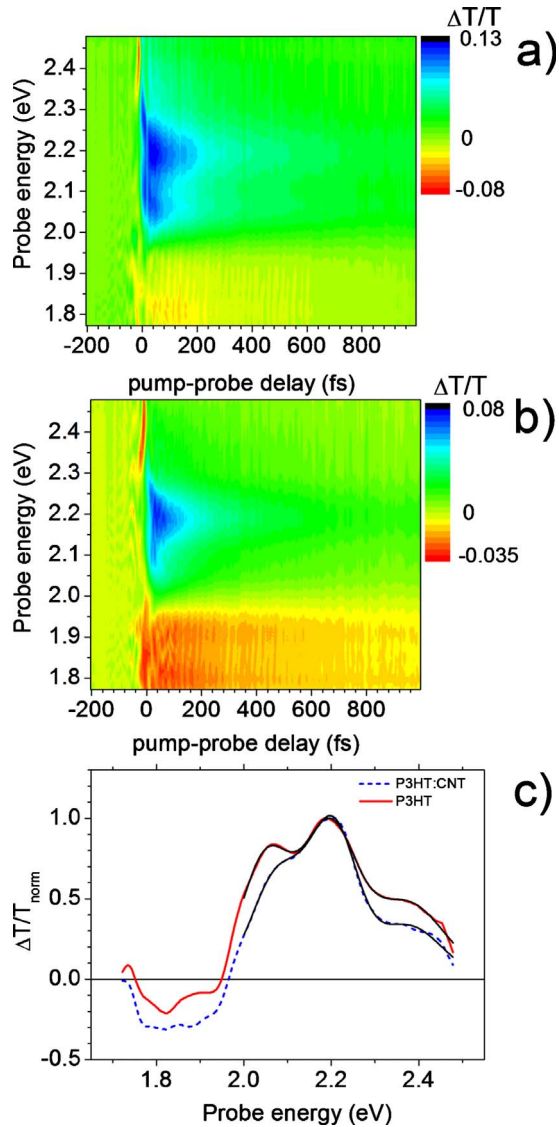 ΔT/T
0.13
a)
2.4
2.3
2.2
2.1
2.0
1.9
1.8
Probe energy (eV)
0
-0.08
-200 0 200 400 600 800
pump-probe delay (fs)
ΔT/T
0.08
b)
2.4
2.3
2.2
2.1
2.0
1.9
1.8
Probe energy (eV)
0
-0.035
-200 0 200 400 600 800
pump-probe delay (fs)
P3HT:CNT
P3HT
c)
1.0
0.5
0.0
-0.5
ΔT/Tnorm
1.8 2.0 2.2 2.4
Probe energy (eV)